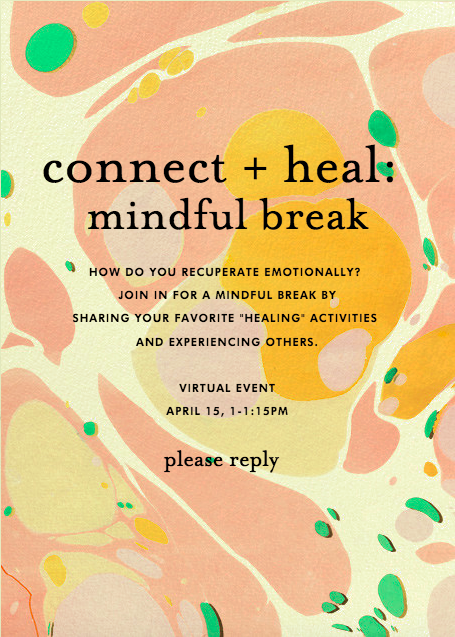 connect + heal:
mindful break
HOW DO YOU RECUPERATE EMOTIONALLY?
JOIN IN FOR A MINDFUL BREAK BY
SHARING YOUR FAVORITE "HEALING" ACTIVITIES
AND EXPERIENCING OTHERS.
VIRTUAL EVENT
APRIL 15, 1-1:15PM
please reply